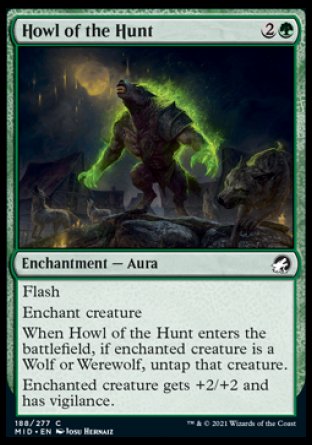 Howl of the Hunt 2
Enchantment — Aura
Flash
Enchant creature
When Howl of the Hunt enters the
battlefield, if enchanted creature is a
Wolf or Werewolf, untap that creature.
Enchanted creature gets +2/+2 and
has vigilance.
188/277 C
MID • EN Iosu Hernaiz ™ & © 2021 Wizards of the Coast